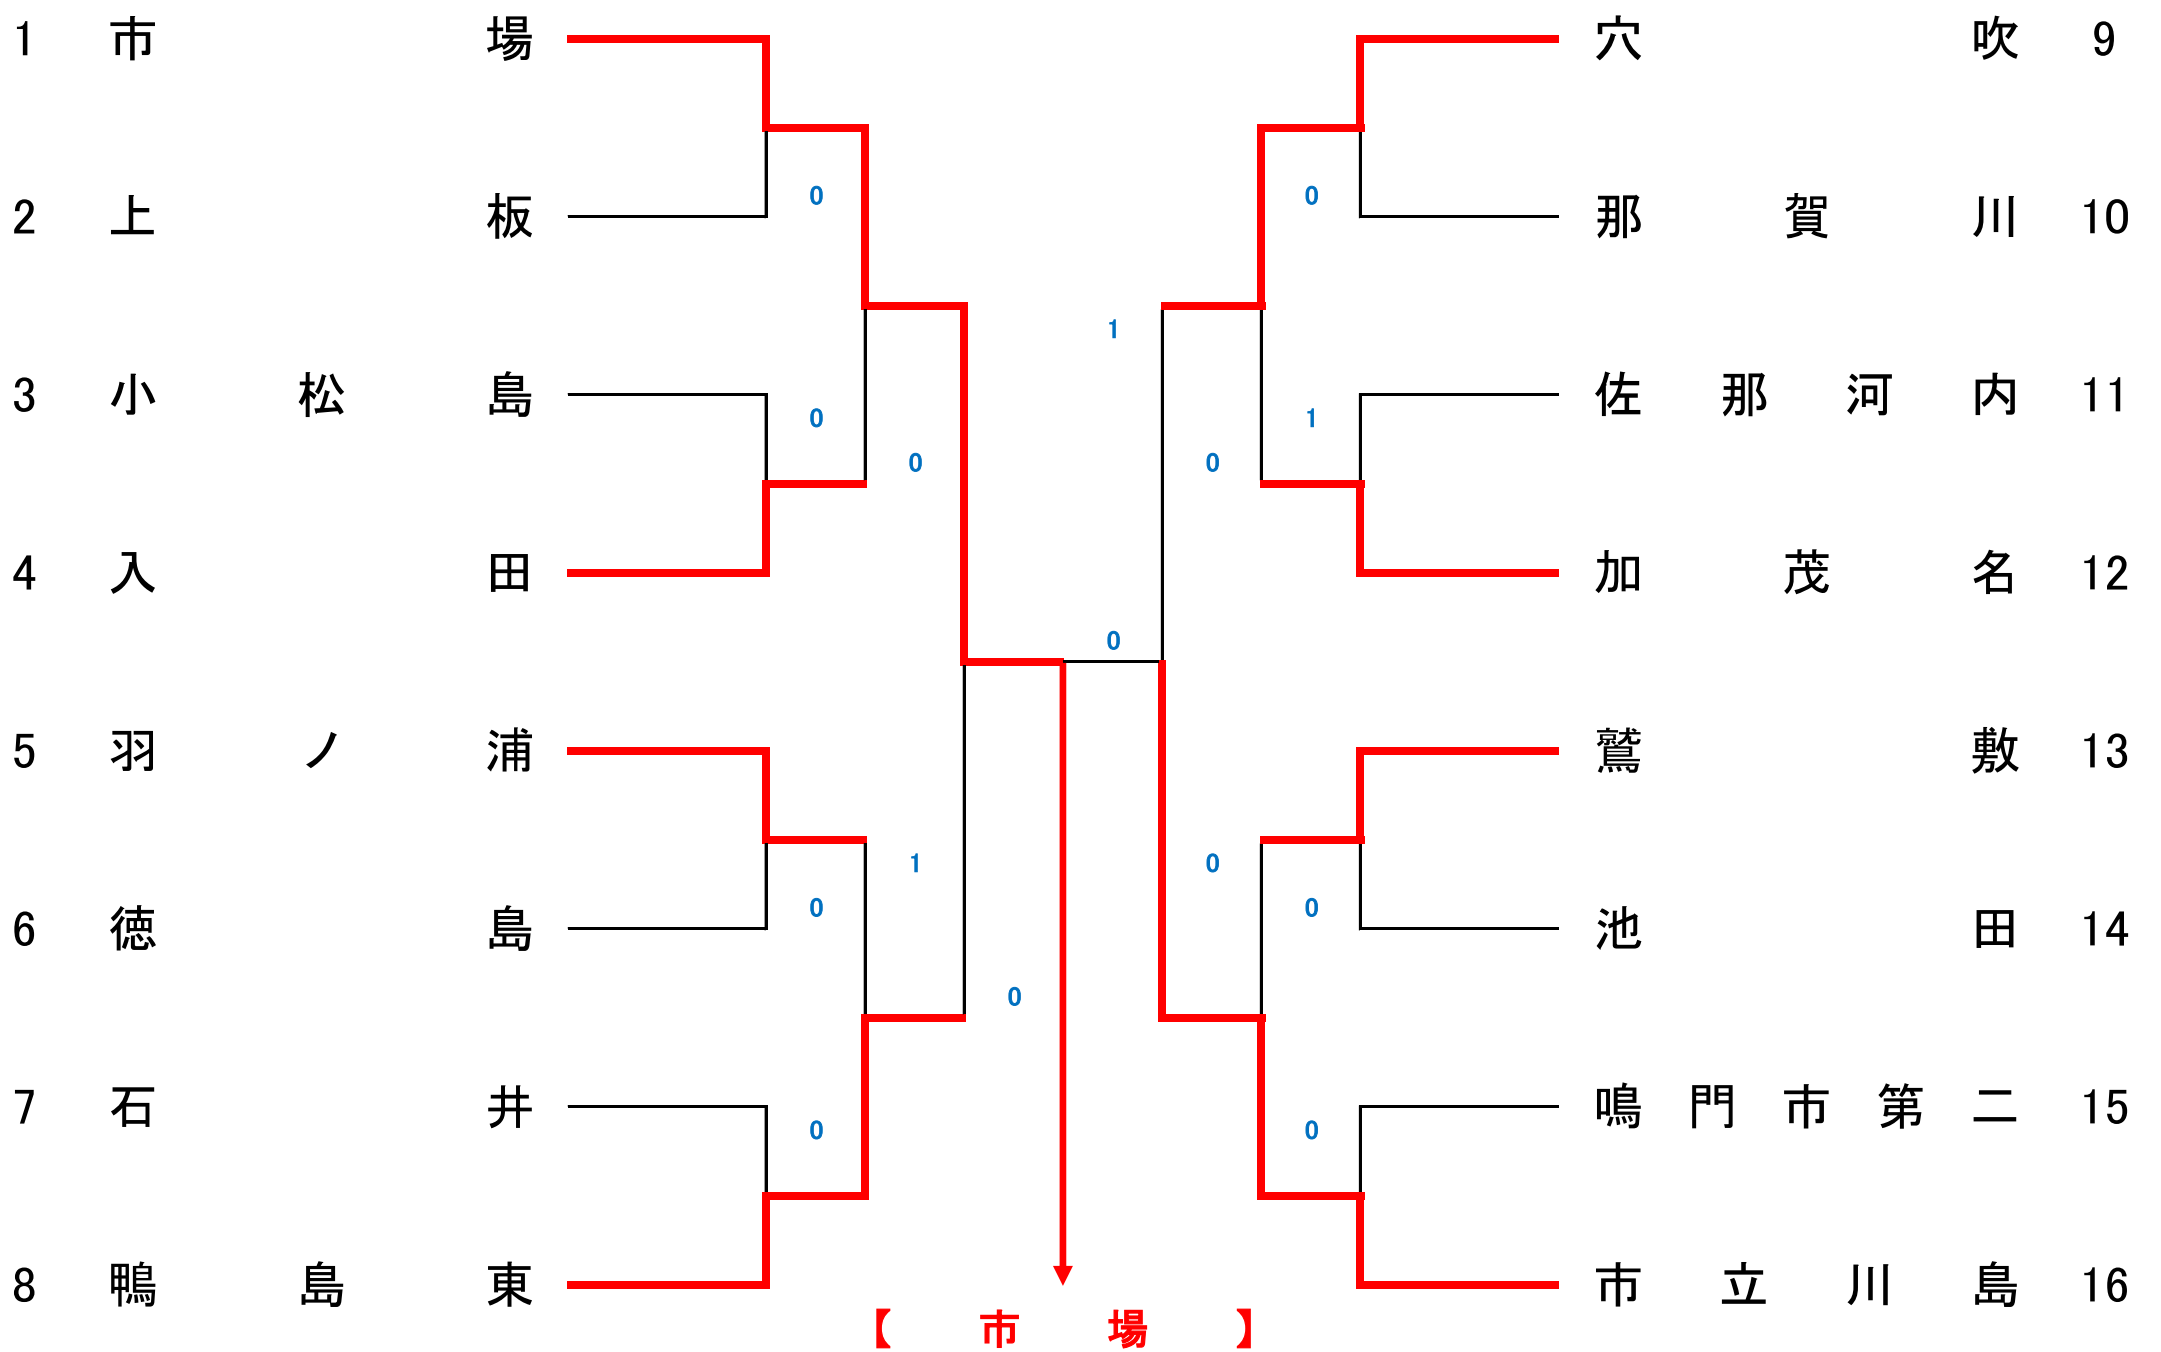 1 市場 穴吹 9
0 0
2 上板 那賀川 10
1
3 小松島 佐那河内 11
0 1
0 0
4 入田 加茂名 12
0
5 羽ノ浦 鷲敷 13
1 0
0 0
6 徳島 池田 14
0
7 石井 鳴門市第二 15
0 0
8 鴨島東 市立川島 16
【 市場 】